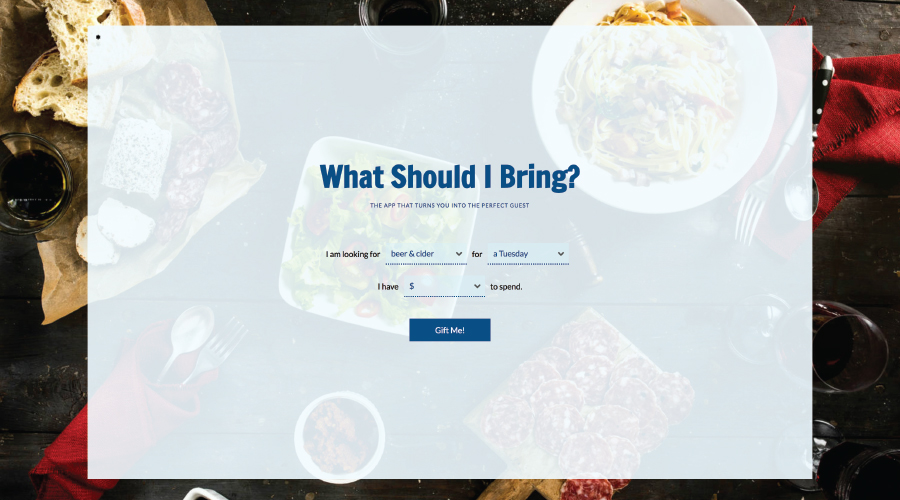 What Should I Bring?
THE APP THAT TURNS YOU INTO THE PERFECT GUEST
I am looking for beer & cider for a Tuesday
I have $ to spend.
Gift Me!